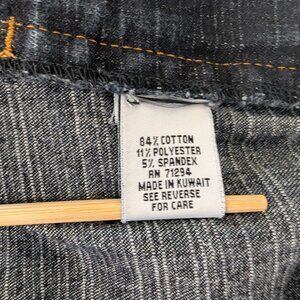 84% COTTON
11% POLYESTER
5% SPANDEX
RN 71294
MADE IN KUWAIT
SEE REVERSE
FOR CARE